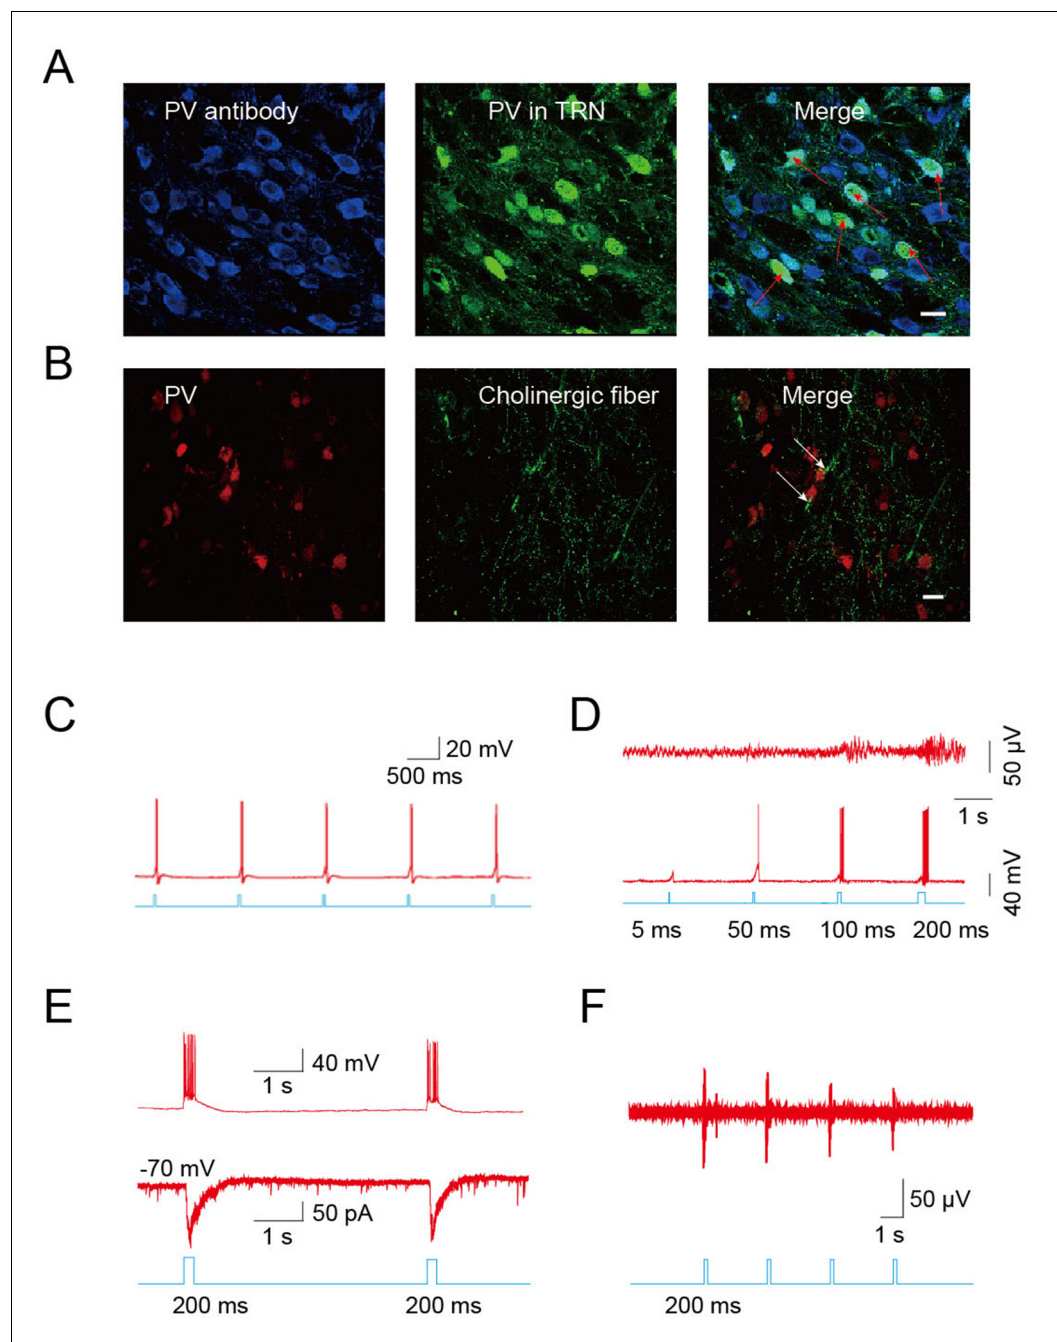 A
PV antibody
PV in TRN
Merge
B
PV
Cholinergic fiber
Merge
C
20 mV
500 ms
D
50 µV
1 s
40 mV
5 ms
50 ms
100 ms
200 ms
E
40 mV
1 s
-70 mV
50 pA
1 s
200 ms
200 ms
F
50 µV
1 s
200 ms